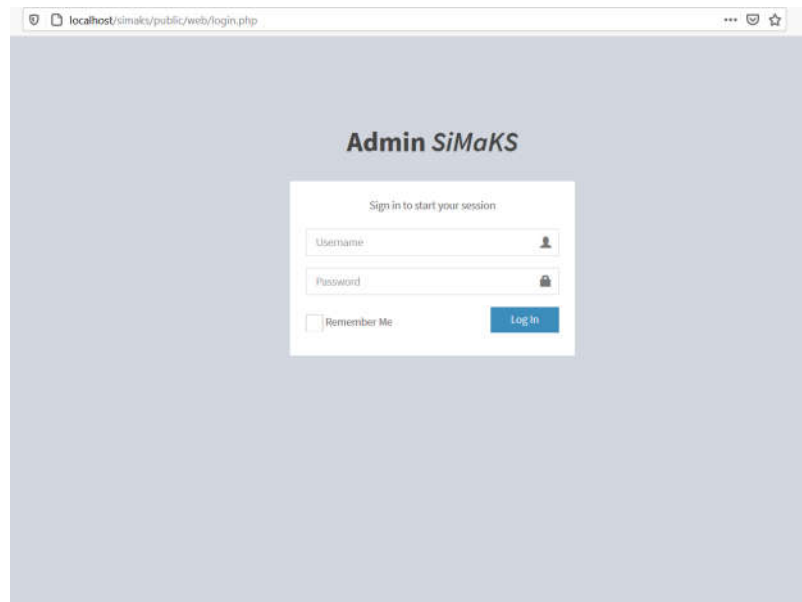 localhost/simaks/public/web/login.php
Admin SiMaKS
Sign in to start your session
Username
Password
Remember Me
Log In